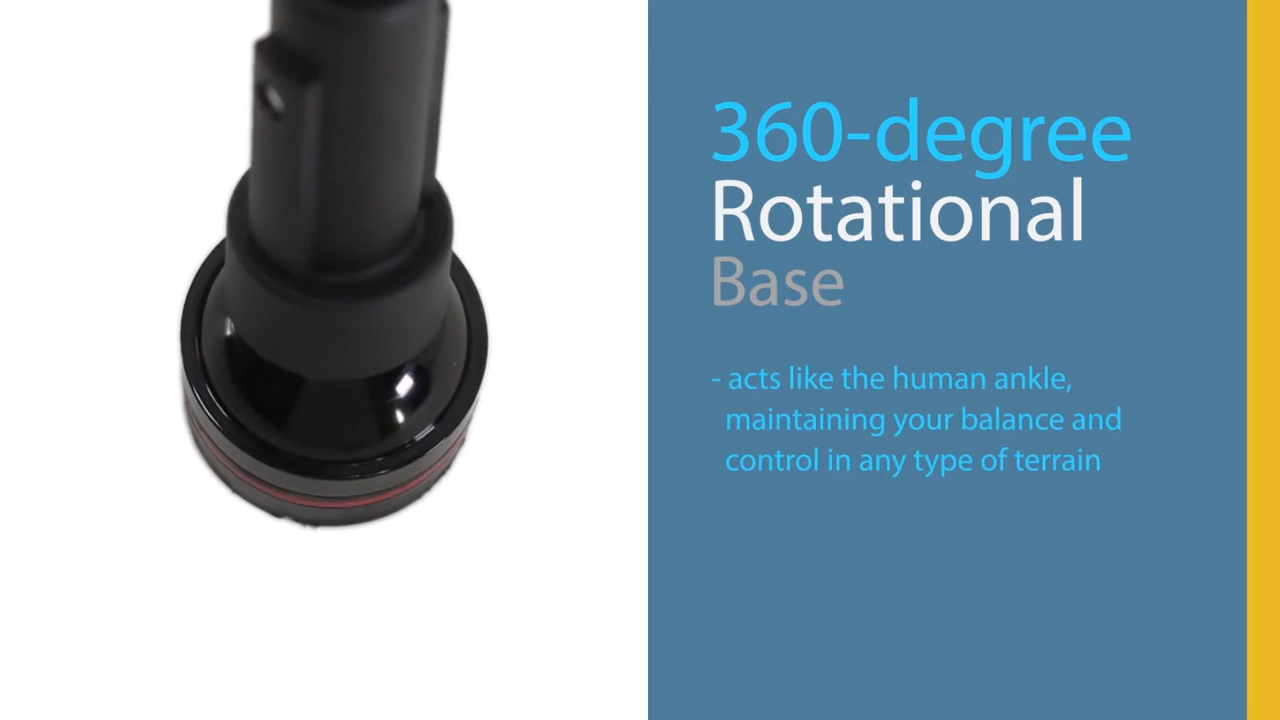 360-degree
Rotational
Base
- acts like the human ankle,
maintaining your balance and
control in any type of terrain